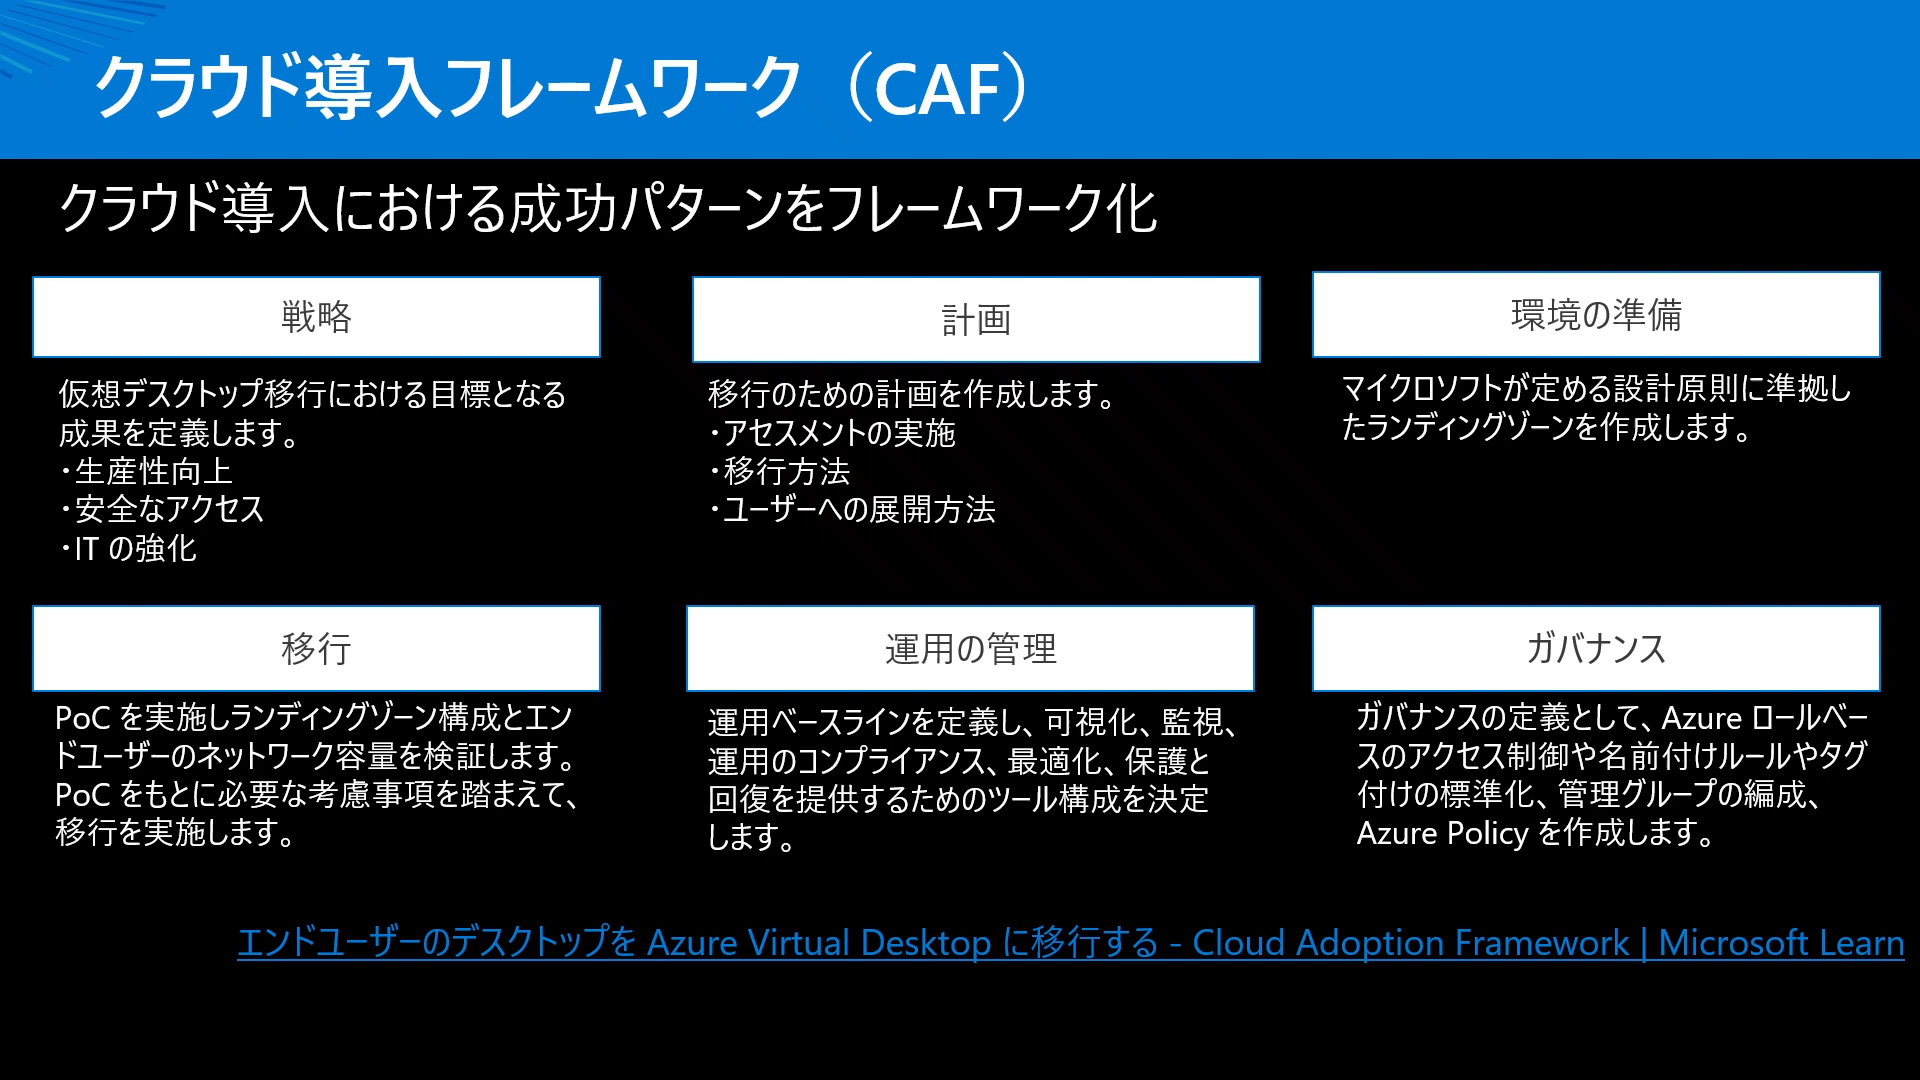 クラウド導入フレームワーク（CAF）
クラウド導入における成功パターンをフレームワーク化
戦略
仮想デスクトップ移行における目標となる
成果を定義します。
・生産性向上
・安全なアクセス
・IT の強化
計画
移行のための計画を作成します。
・アセスメントの実施
・移行方法
・ユーザーへの展開方法
環境の準備
マイクロソフトが定める設計原則に準拠し
たランディングゾーンを作成します。
移行
PoC を実施しランディングゾーン構成とエン
ドユーザーのネットワーク容量を検証します。
PoC をもとに必要な考慮事項を踏まえて、
移行を実施します。
運用の管理
運用ベースラインを定義し、可視化、監視、
運用のコンプライアンス、最適化、保護と
回復を提供するためのツール構成を決定
します。
ガバナンス
ガバナンスの定義として、Azure ロールベー
スのアクセス制御や名前付けルールやタグ
付けの標準化、管理グループの編成、
Azure Policy を作成します。
エンドユーザーのデスクトップを Azure Virtual Desktop に移行する - Cloud Adoption Framework | Microsoft Learn